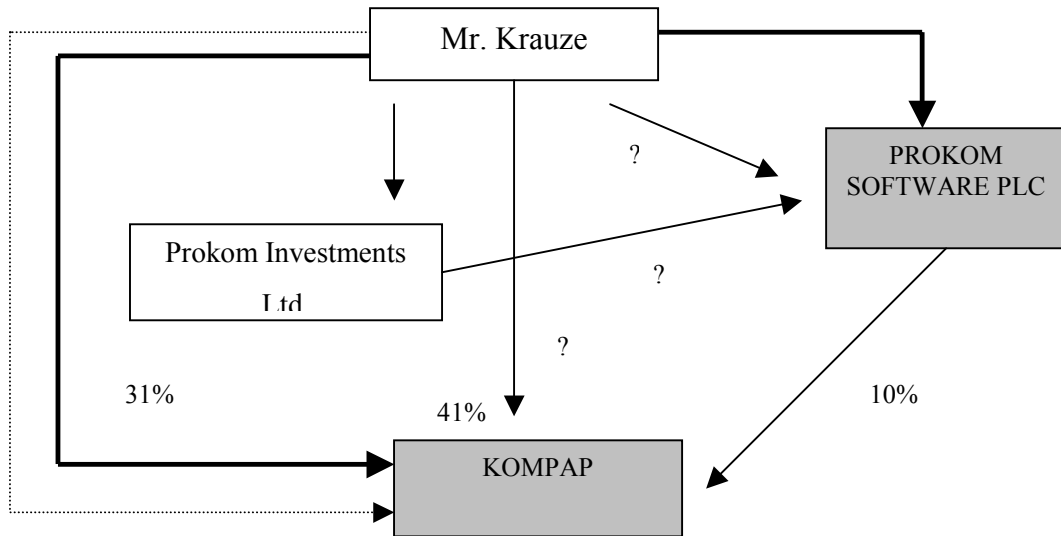 Mr. Krauze
?
PROKOM
SOFTWARE PLC
Prokom Investments
Ltd
?
?
31%
41%
10%
KOMPAP